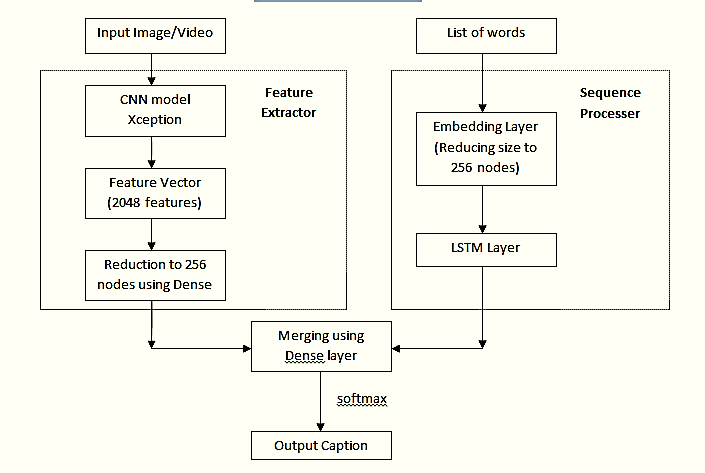 Input Image/Video
List of words
Feature
Extractor
CNN model
Xception
Feature Vector
(2048 features)
Reduction to 256
nodes using Dense
Sequence
Processer
Embedding Layer
(Reducing size to
256 nodes)
LSTM Layer
Merging using
Dense layer
softmax
Output Caption